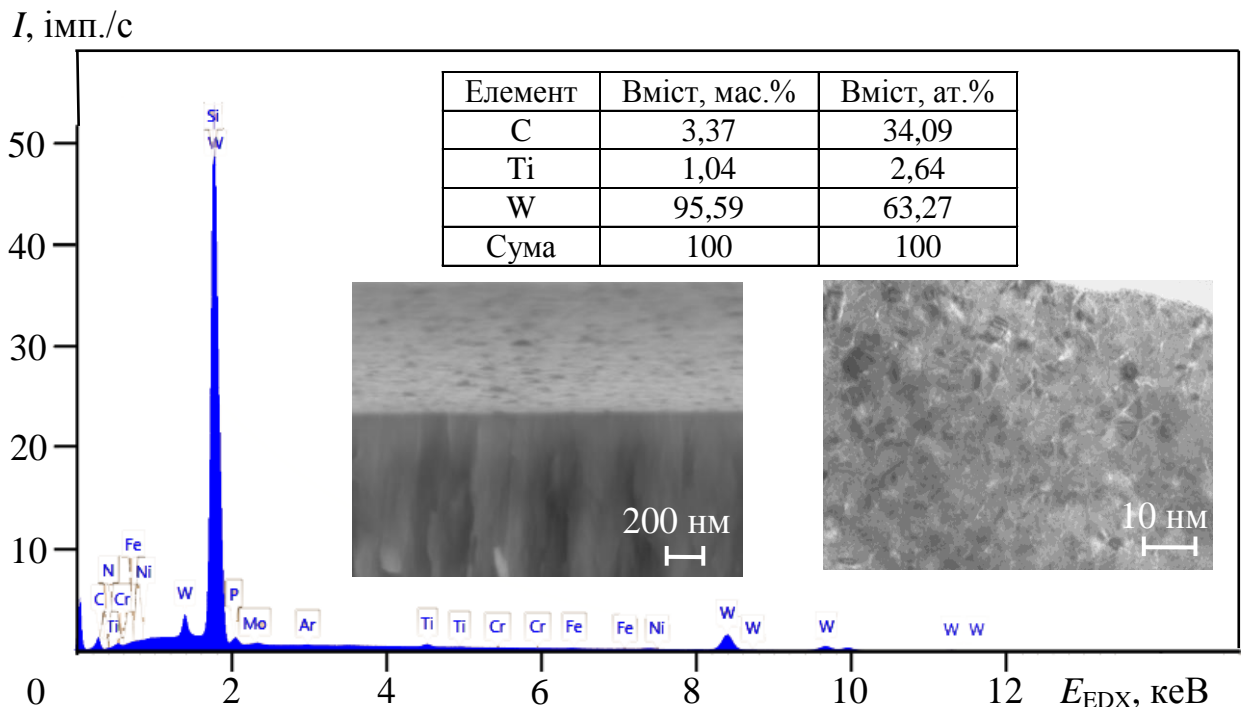 I, імп./с
Елемент Вміст, мас.% Вміст, ат.%
C 3,37 34,09
Ti 1,04 2,64
W 95,59 63,27
Сума 100 100
50
40
30
20
10
0
Si
W
200 нм
10 нм
Fe
N Ni
C Cr W P
Ti Mo Ar Ti Ti Cr Cr Fe Fe Ni W W W W W
2 4 6 8 10 12 E EDX, кеВ